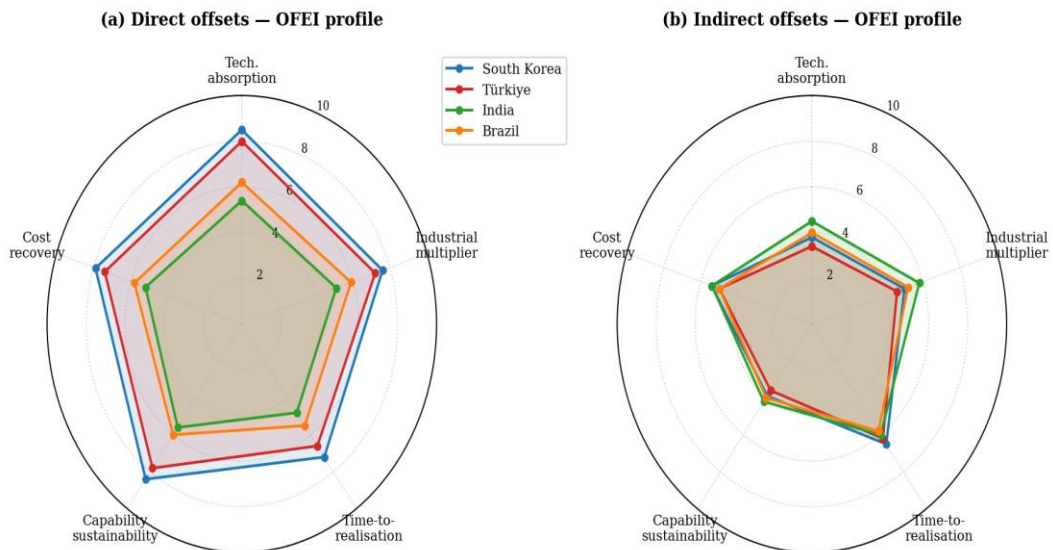 (a) Direct offsets — OFEI profile
Tech.
absorption
10
8
6
4
2
Cost
recovery
Industrial
multiplier
Capability
sustainability
Time-to-
realisation
South Korea
Türkiye
India
Brazil
(b) Indirect offsets — OFEI profile
Tech.
absorption
10
8
6
4
2
Cost
recovery
Industrial
multiplier
Capability
sustainability
Time-to-
realisation